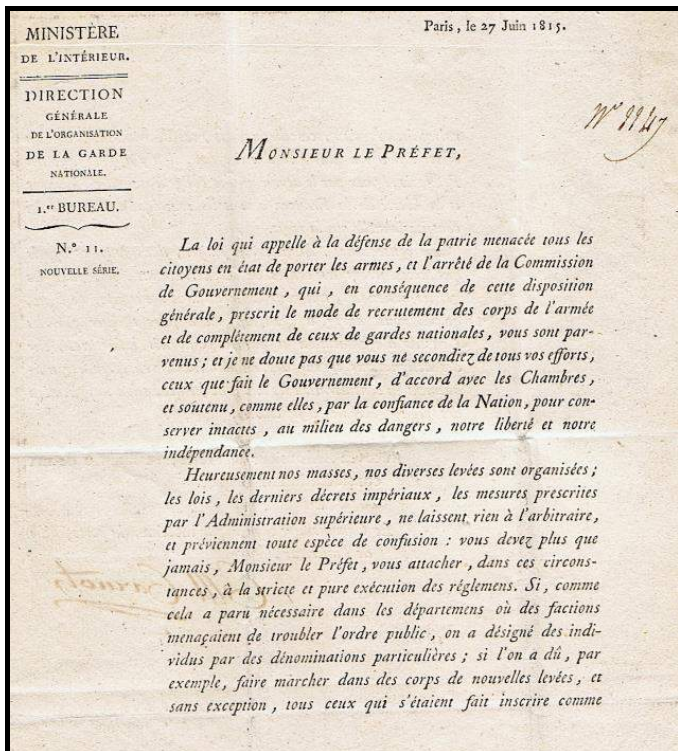 MINISTÈRE
DE L'INTÉRIEUR.
DIRECTION
GÉNÉRALE
DE L'ORGANISATION
DE LA GARDE
NATIONALE.
1.er BUREAU.
N.º 11.
NOUVELLE SÉRIE.
Paris, le 27 Juin 1815.
MONSIEUR LE PRÉFET,
La loi qui appelle à la défense de la patrie menacée tous les
citoyens en état de porter les armes, et l'arrêté de la Commission
de Gouvernement, qui, en conséquence de cette disposition
générale, prescrit le mode de recrutement des corps de l'armée
et de complétement de ceux de gardes nationales, vous sont par-
venus; et je ne doute pas que vous ne secondiez de tous vos efforts,
ceux que fait le Gouvernement, d'accord avec les Chambres,
et soutenu, comme elles, par la confiance de la Nation, pour con-
server intactes, au milieu des dangers, notre liberté et notre
indépendance.
Heureusement nos masses, nos diverses levées sont organisées;
les lois, les derniers décrets impériaux, les mesures prescrites
par l'Administration supérieure, ne laissent rien à l'arbitraire,
et préviennent toute espèce de confusion : vous devez plus que
jamais, Monsieur le Préfet, vous attacher, dans ces circons-
tances, à la stricte et pure exécution des réglemens. Si, comme
cela a paru nécessaire dans les départemens où des factions
menaçaient de troubler l'ordre public, on a désigné des indi-
vidus par des dénominations particulières; si l'on a dû, par
exemple, faire marcher dans des corps de nouvelles levées, et
sans exception, tous ceux qui s'étaient fait inscrire comme